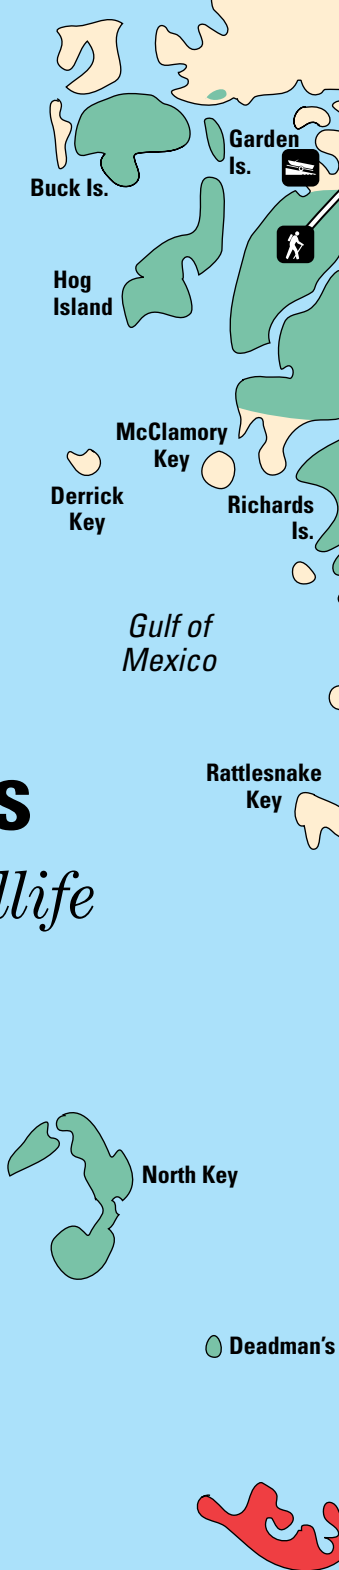 Garden
Is.
Buck Is.
Hog
Island
McClamory
Key
Derrick
Key
Richards
Is.
Gulf of
Mexico
Rattlesnake
Key
s
llife
North Key
Deadman's